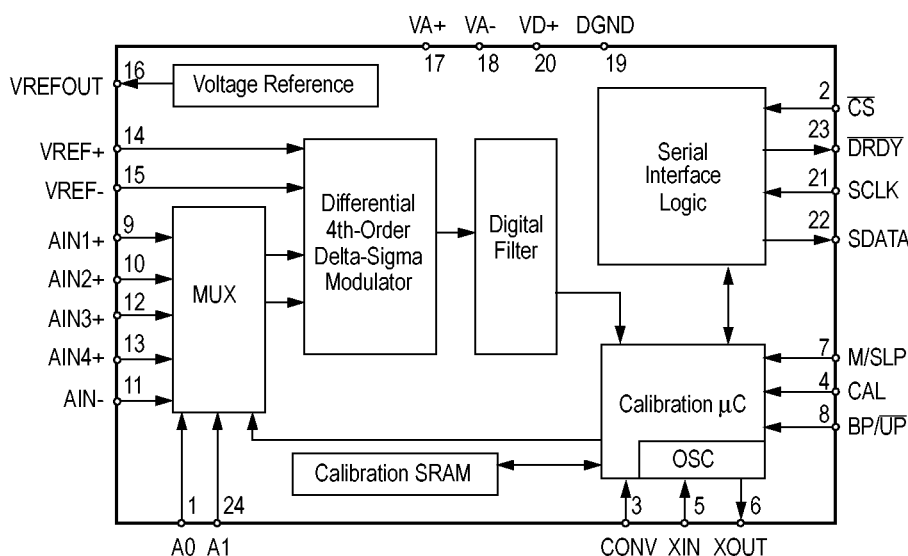 VA+ VA- VD+ DGND
17 18 20 19
VREFOUT 16 Voltage Reference
VREF+ 14
VREF- 15
AIN1+ 9
AIN2+ 10
AIN3+ 12
AIN4+ 13
AIN- 11
MUX
Differential
4th-Order
Delta-Sigma
Modulator
Digital
Filter
Serial
Interface
Logic
2 C̅S̅
23 D̅R̅D̅Y̅
21 SCLK
22 SDATA
7 M/SLP
4 CAL
8 BP/U̅P̅
Calibration μC
OSC
Calibration SRAM
1 24 3 5 6
A0 A1 CONV XIN XOUT